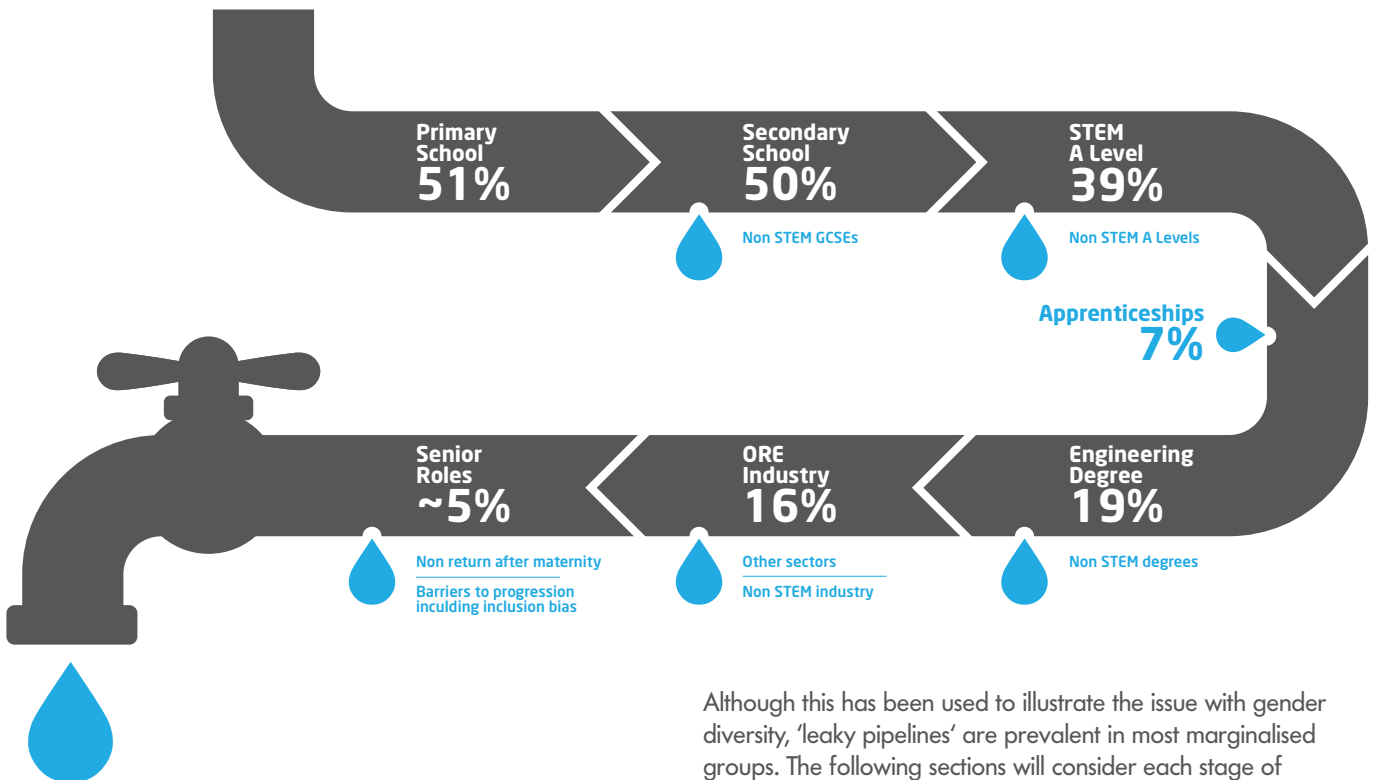 Primary
School
51%
Secondary
School
50%
STEM
A Level
39%
Non STEM GCSEs
Non STEM A Levels
Apprenticeships
7%
Engineering
Degree
19%
Non STEM degrees
ORE
Industry
16%
Other sectors
Non STEM industry
Senior
Roles
~5%
Non return after maternity
Barriers to progression
inculding inclusion bias
Although this has been used to illustrate the issue with gender
diversity, ‘leaky pipelines’ are prevalent in most marginalised
groups. The following sections will consider each stage of